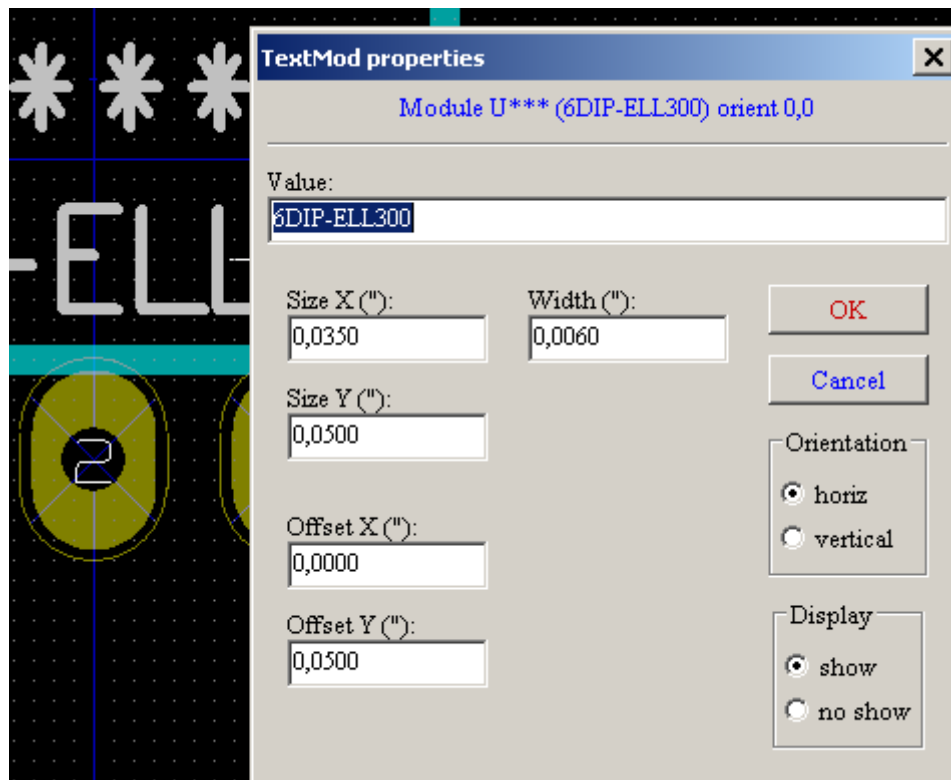 TextMod properties
Module U*** (6DIP-ELL300) orient 0,0
Value:
6DIP-ELL300
Size X ("):
0,0350
Width ("):
0,0060
OK
Size Y ("):
0,0500
Cancel
Orientation
horiz
vertical
Offset X ("):
0,0000
Offset Y ("):
0,0500
Display
show
no show
****
-ELL
2